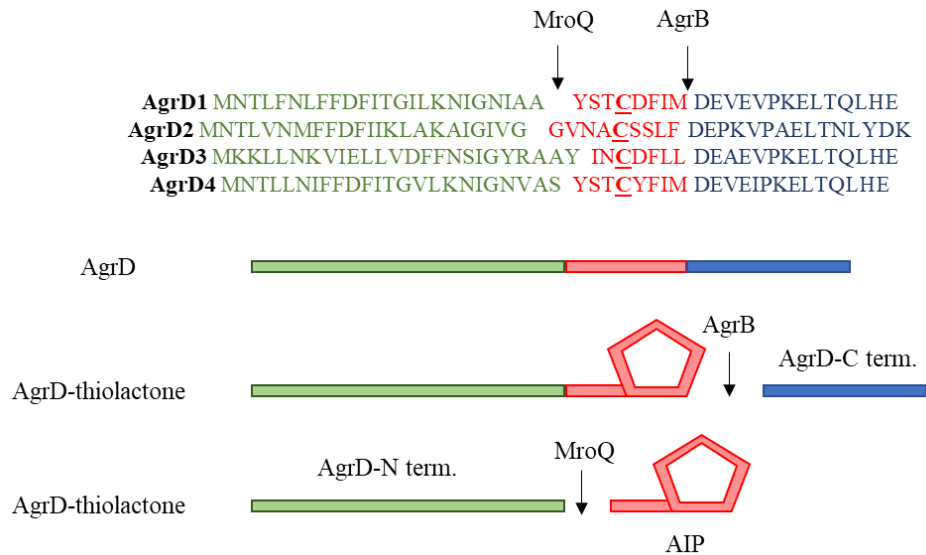 MroQ AgrB
AgrD1 MNTLFNLFFDFITGILKNIGNIAA YSTCDFIM DEVEVPKELTQLHE
AgrD2 MNTLVNMFFDFIIKLAKAIGIVG GVNACSSLF DEPKVPAELTNLYDK
AgrD3 MKKLLNKVIELLVDFFNSIGYRAAY INCDFLL DEAEVPKELTQLHE
AgrD4 MNTLLNIFFDFITGVLKNIGNVAS YSTCYFIM DEVEIPKELTQLHE
AgrD
AgrB
AgrD-C term.
AgrD-thiolactone
MroQ
AgrD-N term.
AgrD-thiolactone
AIP